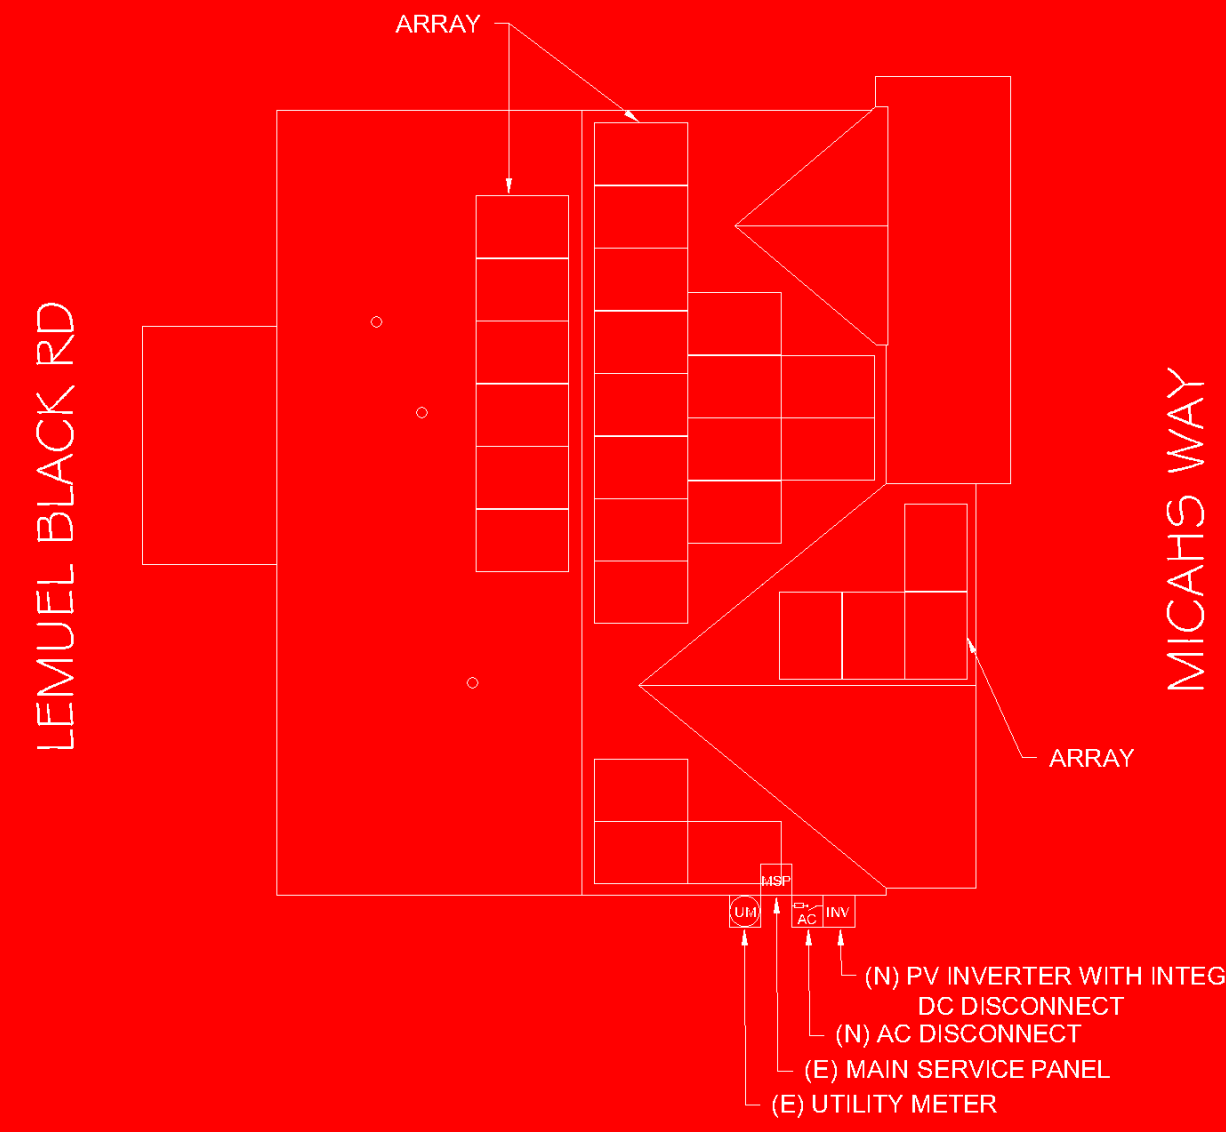 ARRAY
LEMUEL BLACK RD
MICAHS WAY
ARRAY
MSP
UM
AC
INV
(N) PV INVERTER WITH INTEG
DC DISCONNECT
(N) AC DISCONNECT
(E) MAIN SERVICE PANEL
(E) UTILITY METER